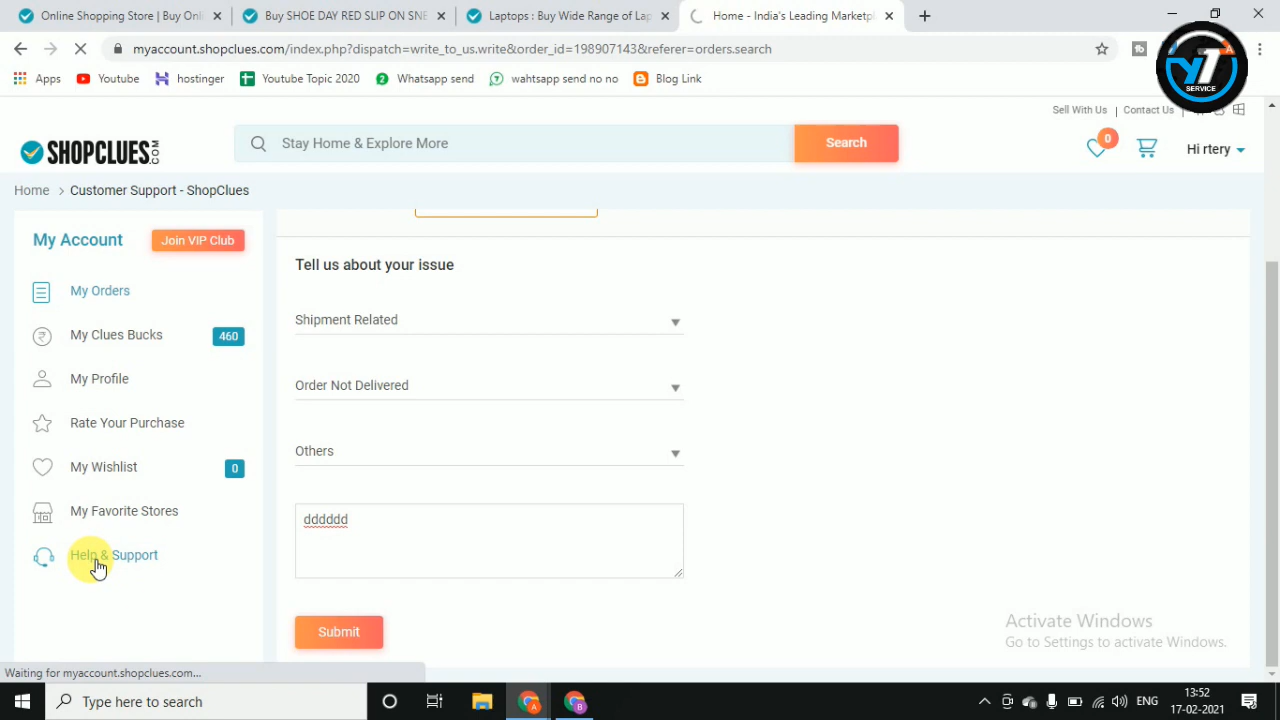 Online Shopping Store | Buy Onli
Buy SHOE DAY RED SLIP ON SNE
Laptops : Buy Wide Range of Lap
Home - India's Leading Marketpl
myaccount.shopclues.com/index.php?dispatch=write_to_us.write&order_id=198907143&referer=orders.search
Apps
Youtube
hostinger
Youtube Topic 2020
Whatsapp send
wahtsapp send no no
Blog Link
YT
SERVICE
Sell With Us | Contact Us |
SHOPCLUES.COM
Stay Home & Explore More
Search
0
Hi rtery
Home > Customer Support - ShopClues
My Account
Join VIP Club
My Orders
My Clues Bucks
460
My Profile
Rate Your Purchase
My Wishlist
0
My Favorite Stores
Help & Support
Tell us about your issue
Shipment Related
Order Not Delivered
Others
dddddd
Submit
Activate Windows
Go to Settings to activate Windows.
Waiting for myaccount.shopclues.com...
Type here to search
A
B
ENG
13:52
17-02-2021